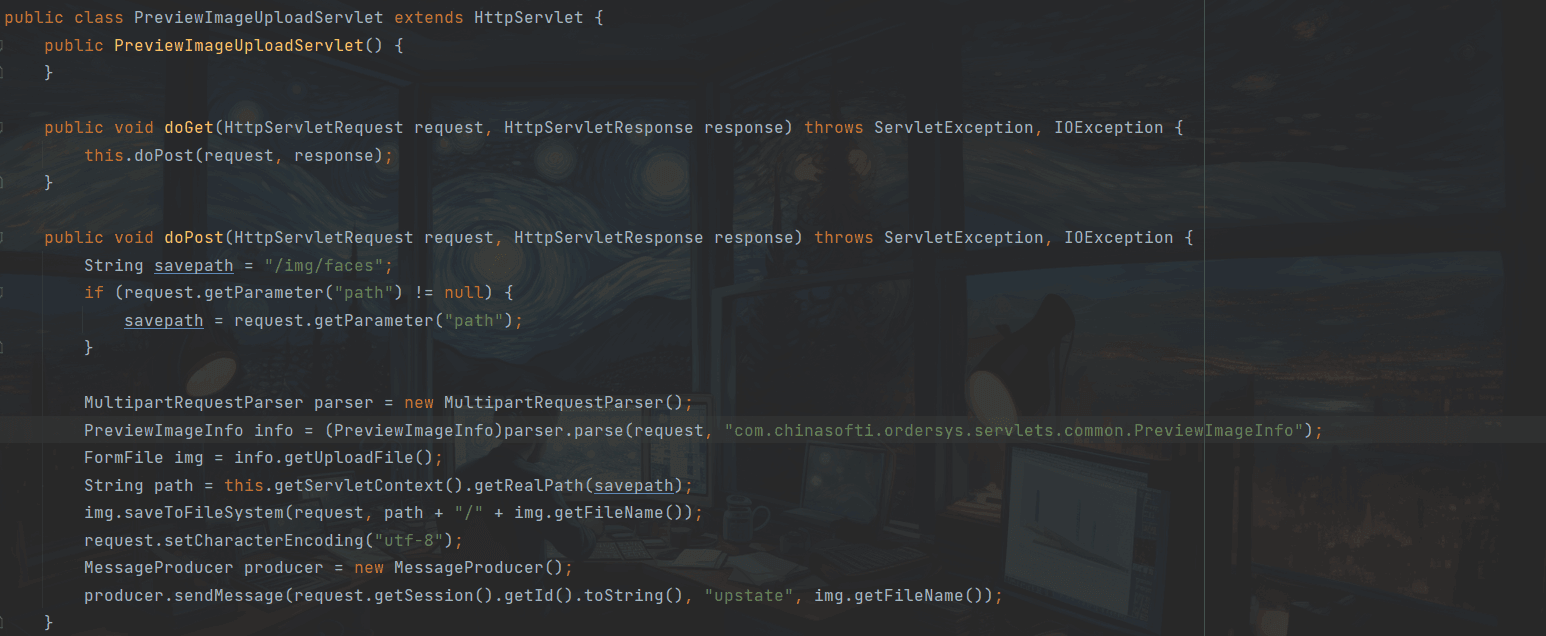 public class PreviewImageUploadServlet extends HttpServlet {
    public PreviewImageUploadServlet() {
    }

    public void doGet(HttpServletRequest request, HttpServletResponse response) throws ServletException, IOException {
        this.doPost(request, response);
    }

    public void doPost(HttpServletRequest request, HttpServletResponse response) throws ServletException, IOException {
        String savepath = "/img/faces";
        if (request.getParameter("path") != null) {
            savepath = request.getParameter("path");
        }

        MultipartRequestParser parser = new MultipartRequestParser();
        PreviewImageInfo info = (PreviewImageInfo)parser.parse(request, "com.chinasofti.ordersys.servlets.common.PreviewImageInfo");
        FormFile img = info.getUploadFile();
        String path = this.getServletContext().getRealPath(savepath);
        img.saveToFileSystem(request, path + "/" + img.getFileName());
        request.setCharacterEncoding("utf-8");
        MessageProducer producer = new MessageProducer();
        producer.sendMessage(request.getSession().getId().toString(), "upstate", img.getFileName());
    }